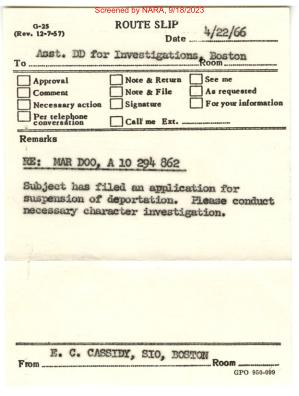 Screened by NARA, 9/18/2023
G-25
(Rev. 12-7-67)
ROUTE SLIP
Date 4/22/66
To Asst. DD for Investigations, Boston Room
Approval
Note & Return
See me
Comment
Note & File
As requested
Necessary action
Signature
For your information
Per telephone conversation
Call me Ext.
Remarks
RE: MAR DOO, A 10 294 862
Subject has filed an application for
suspension of deportation. Please conduct
necessary character investigation.
From E. C. CASSIDY, SIO, BOSTON Room
GPO 950-099